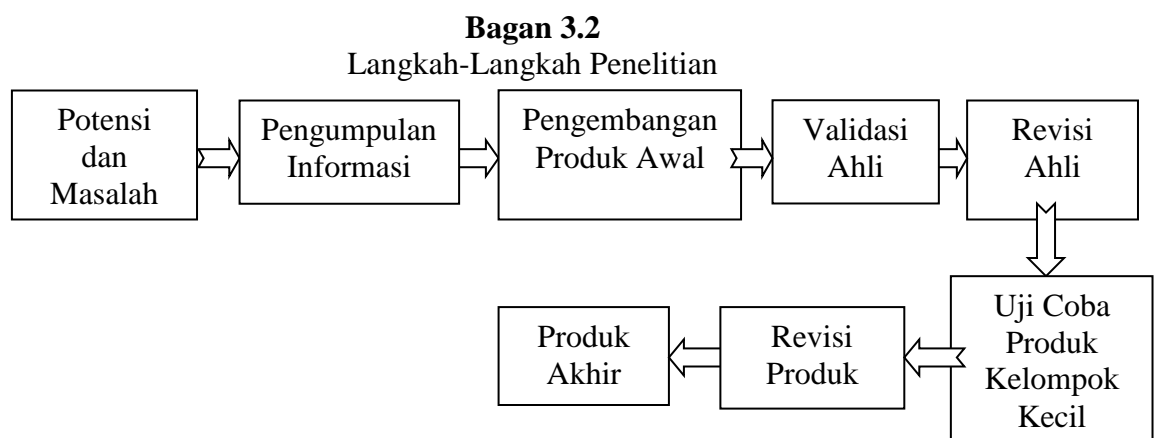 Bagan 3.2
Langkah-Langkah Penelitian
Potensi
dan
Masalah
Pengumpulan
Informasi
Pengembangan
Produk Awal
Validasi
Ahli
Revisi
Ahli
Uji Coba
Produk
Kelompok
Kecil
Revisi
Produk
Produk
Akhir